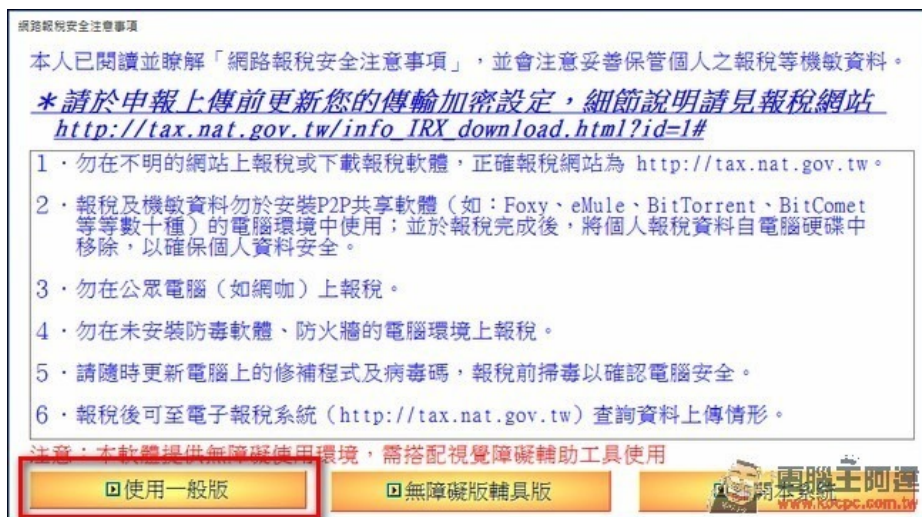 網路報稅安全注意事項
本人已閱讀並瞭解「網路報稅安全注意事項」，並會注意妥善保管個人之報稅等機敏資料。
＊請於申報上傳前更新您的傳輸加密設定，細節說明請見報稅網站
http://tax.nat.gov.tw/info_IRX_download.html?id=1#
1．勿在不明的網站上報稅或下載報稅軟體，正確報稅網站為 http://tax.nat.gov.tw。
2．報稅及機敏資料勿於安裝P2P共享軟體（如：Foxy、eMule、BitTorrent、BitComet
等等數十種）的電腦環境中使用；並於報稅完成後，將個人報稅資料自電腦硬碟中
移除，以確保個人資料安全。
3．勿在公眾電腦（如網咖）上報稅。
4．勿在未安裝防毒軟體、防火牆的電腦環境上報稅。
5．請隨時更新電腦上的修補程式及病毒碼，報稅前掃毒以確認電腦安全。
6．報稅後可至電子報稅系統（http://tax.nat.gov.tw）查詢資料上傳情形。
注意：本軟體提供無障礙使用環境，需搭配視覺障礙輔助工具使用
使用一般版
無障礙版輔具版
開本系統
電腦王阿達
www.kocpc.com.tw